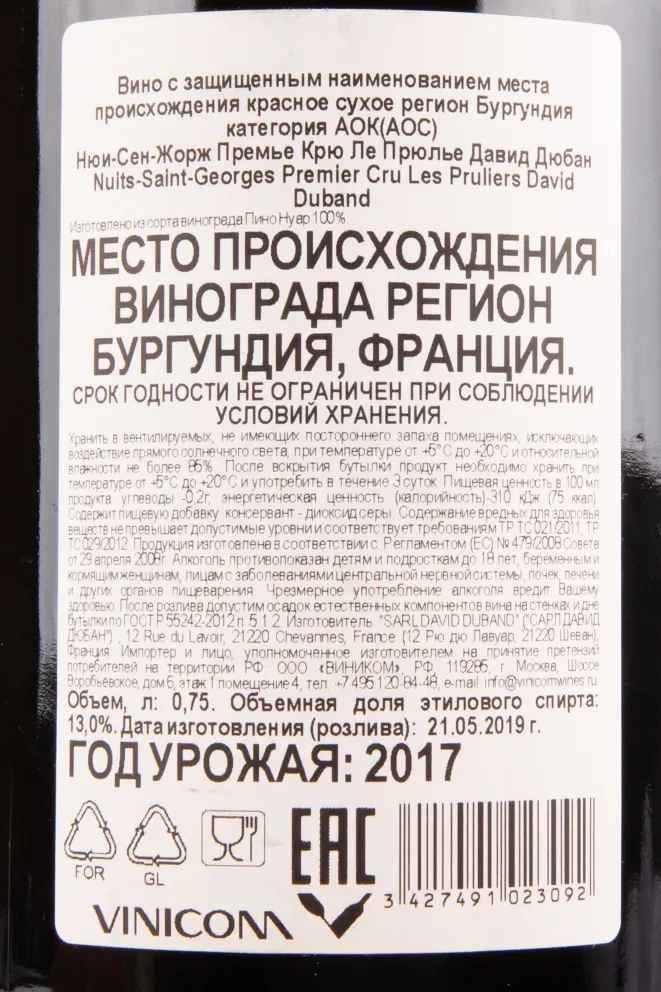 Вино с защищенным наименованием места
происхождения красное сухое регион Бургундия
категория АОК(АОС)
Нюи-Сен-Жорж Премье Крю Ле Прюлье Давид Дюбан
Nuits-Saint-Georges Premier Cru Les Pruliers David
Duband
Изготовлено из сорта винограда Пино Нуар 100%
МЕСТО ПРОИСХОЖДЕНИЯ
ВИНОГРАДА РЕГИОН
БУРГУНДИЯ, ФРАНЦИЯ.
СРОК ГОДНОСТИ НЕ ОГРАНИЧЕН ПРИ СОБЛЮДЕНИИ
УСЛОВИЙ ХРАНЕНИЯ.
Хранить в вентилируемых, не имеющих постороннего запаха помещениях, исключающих
воздействие прямого солнечного света, при температуре от +5°С до +20°С и относительной
влажности не более 85%. После вскрытия бутылки продукт необходимо хранить при
температуре от +5°С до +20°С и употребить в течение 3 суток. Пищевая ценность в 100 мл
продукта: углеводы -0,2г, энергетическая ценность (калорийность)-310 кДж (75 ккал).
Содержит пищевую добавку консервант - диоксид серы. Содержание вредных для здоровья
веществ не превышает допустимые уровни и соответствует требованиям ТР ТС 021/2011, ТР
ТС 029/2012. Продукция изготовлена в соответствии с Регламентом (ЕС) № 479/2008 Совета
от 29 апреля 2008г. Алкоголь противопоказан детям и подросткам до 18 лет, беременным и
кормящим женщинам, лицам с заболеваниями центральной нервной системы, почек, печени
и других органов пищеварения. Чрезмерное употребление алкоголя вредит Вашему
здоровью. После розлива допустим осадок естественных компонентов вина на стенках и дне
бутылки по ГОСТ Р 55242-2012 п. 5.1.2. Изготовитель: "SARL DAVID DUBAND" ("САРЛ ДАВИД
ДЮБАН") , 12 Rue du Lavoir, 21220 Chevannes, France (12 Рю дю Лавуар, 21220 Шеван),
Франция. Импортер и лицо, уполномоченное изготовителем на принятие претензий
потребителей на территории РФ: ООО «ВИНИКОМ», РФ, 119285, г. Москва, Шоссе
Воробьёвское, дом 6, этаж 1 помещение 4, тел. +7 495 120-84-48, e-mail: info@vinicomwines.ru
Объем, л: 0,75. Объемная доля этилового спирта:
13,0%. Дата изготовления (розлива): 21.05.2019 г.
ГОД УРОЖАЯ: 2017
FOR
GL
EAC
3 427491 023092
VINICOM